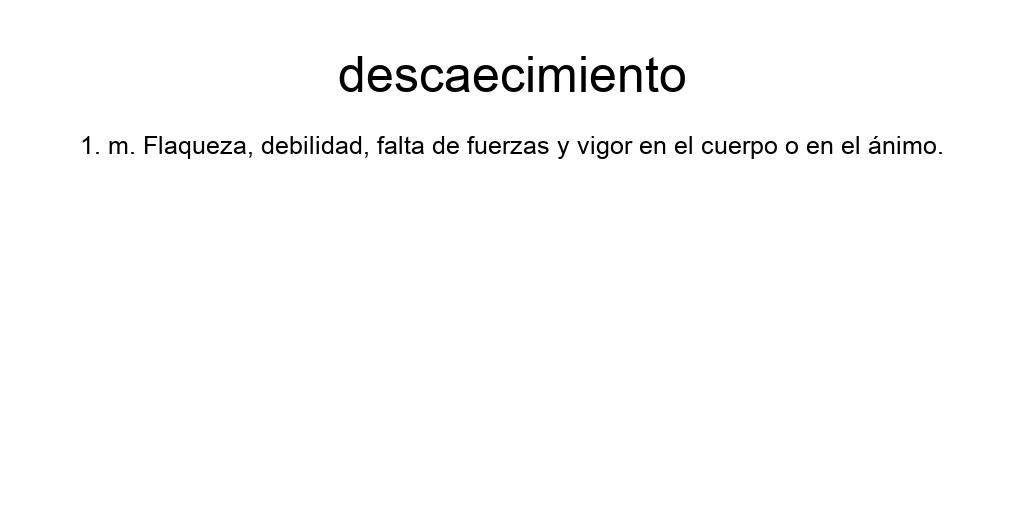 descaecimiento
1. m. Flaqueza, debilidad, falta de fuerzas y vigor en el cuerpo o en el ánimo.